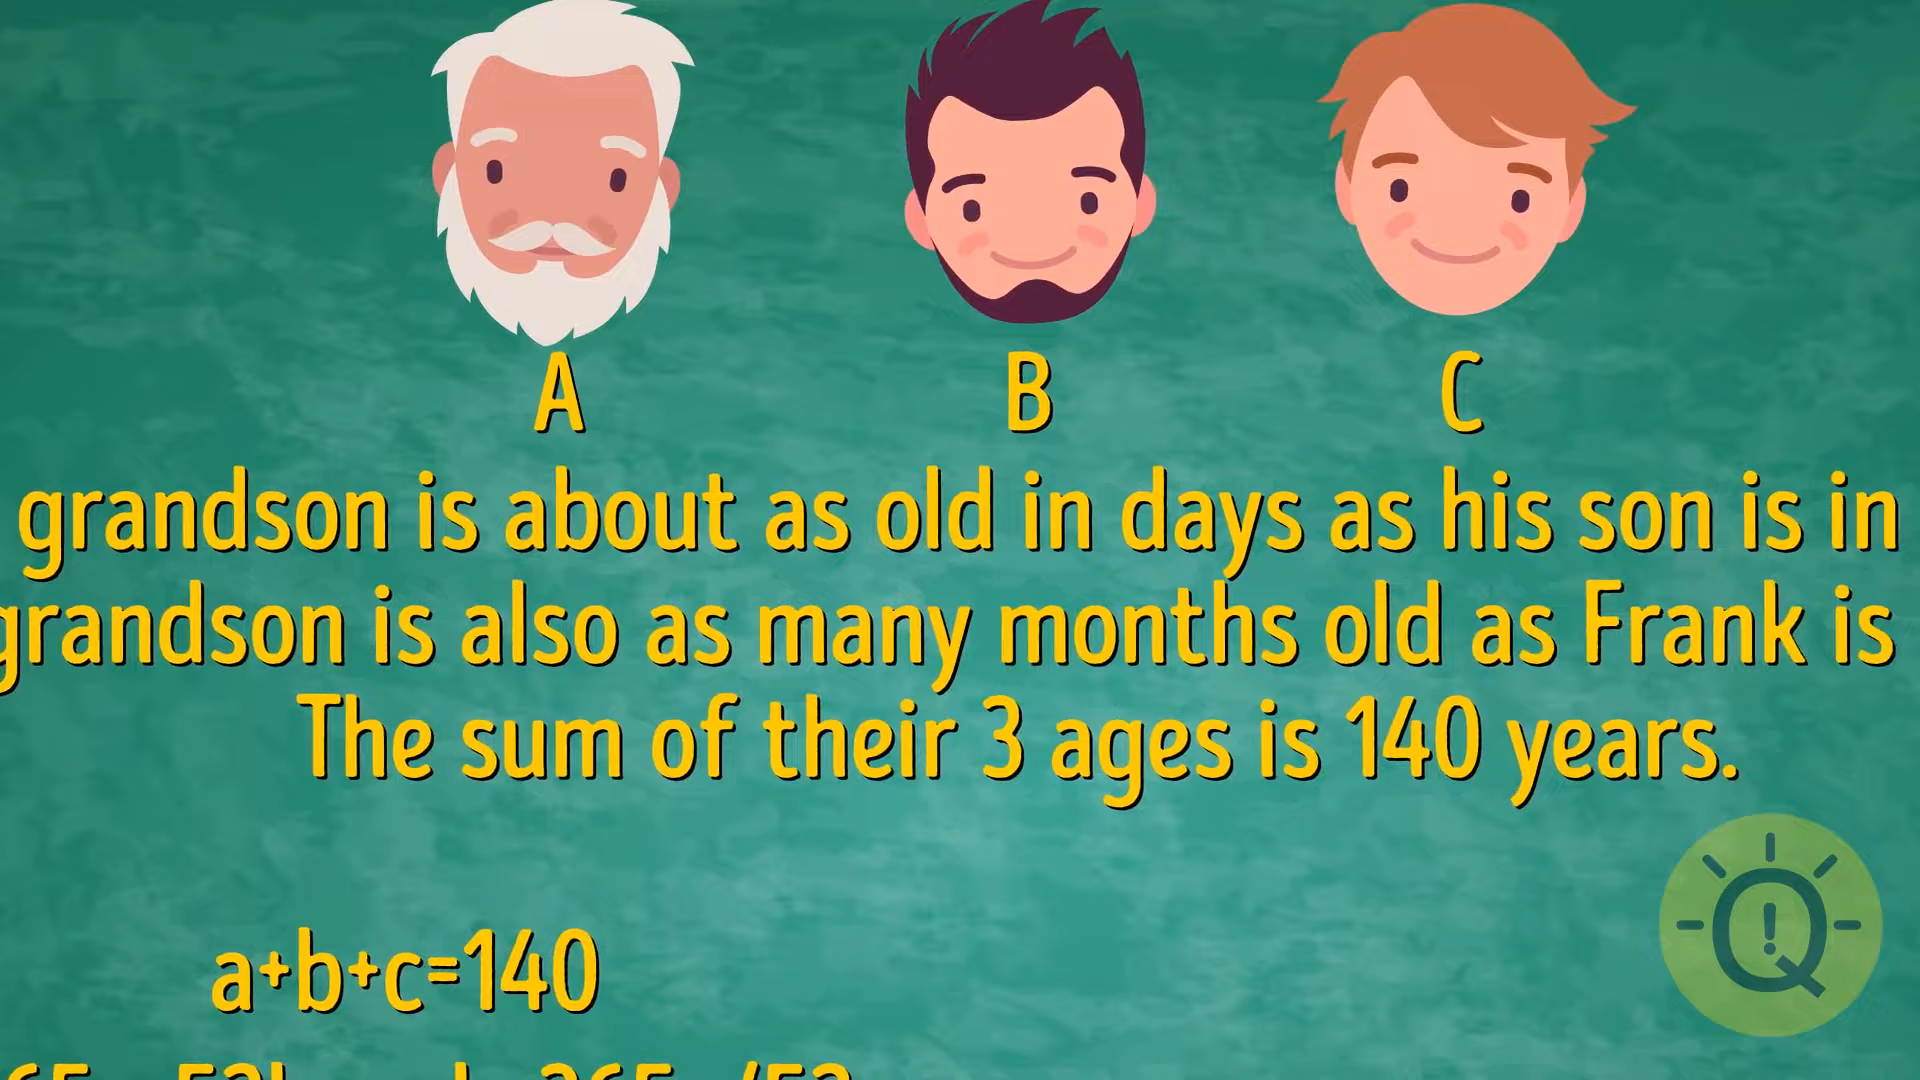 A B C
grandson is about as old in days as his son is in
grandson is also as many months old as Frank is
The sum of their 3 ages is 140 years.
a+b+c=140